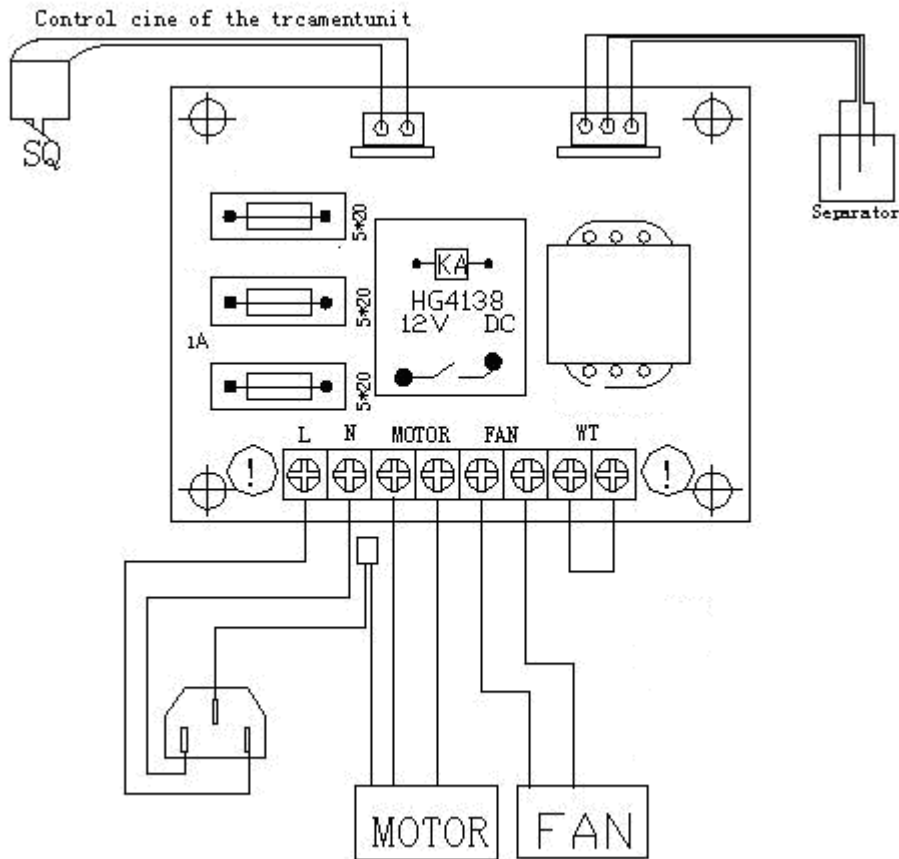 Control cine of the trcamentunit
SQ
Separator
5*20
5*20
5*20
1A
KA
HG4138
12V DC
L N MOTOR FAN WT
!
!
MOTOR
FAN